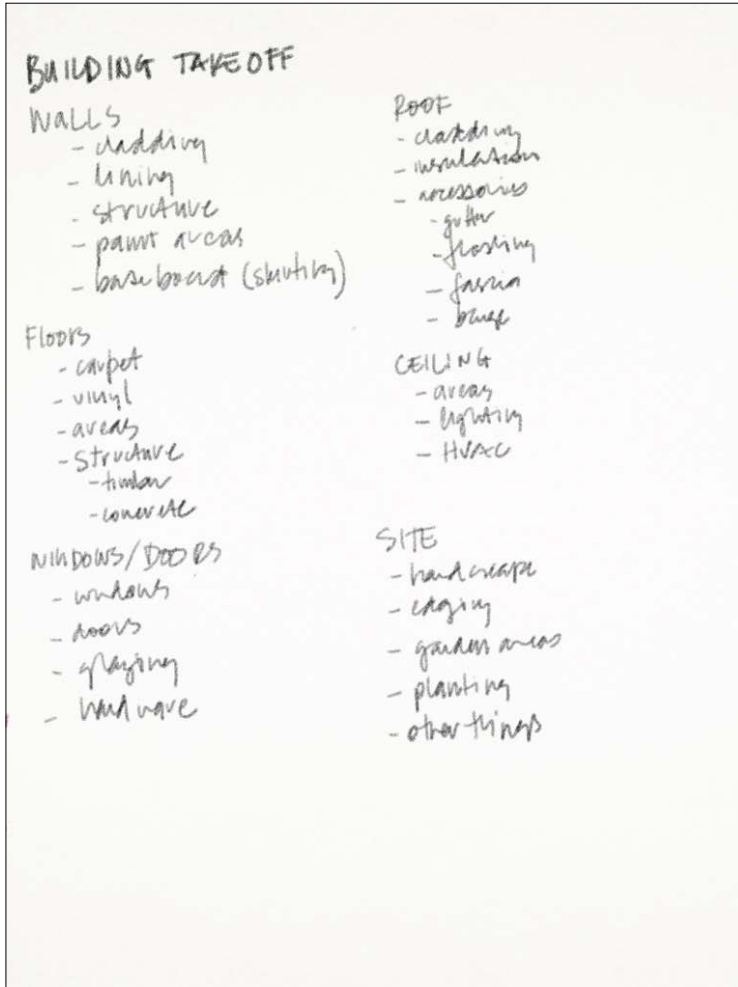 BUILDING TAKEOFF
WALLS
- cladding
- lining
- structure
- paint areas
- baseboard (skirting)
Floors
- carpet
- vinyl
- areas
- structure
- timber
- concrete
WINDOWS/DOORS
- windows
- doors
- glazing
- hardware
ROOF
- cladding
- insulation
- accessories
- gutter
- flashing
- fascia
- barge
CEILING
- areas
- lighting
- HVAC
SITE
- hardscape
- edging
- garden areas
- planting
- other things